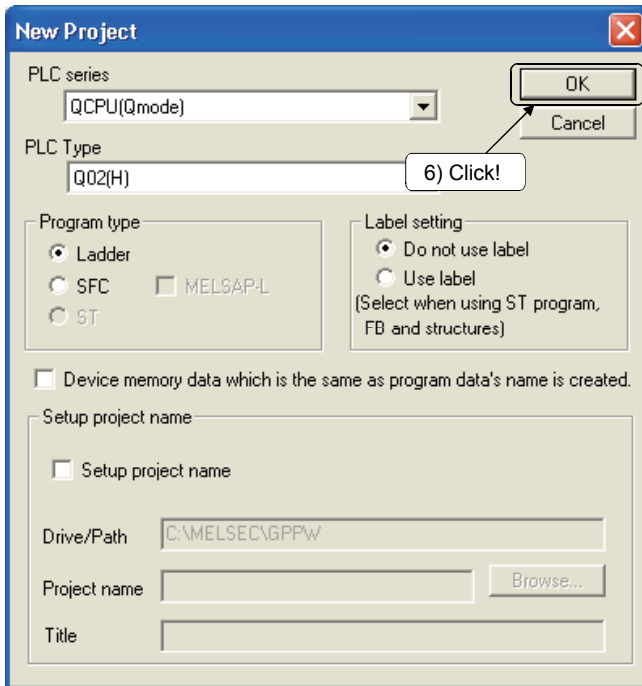 New Project
PLC series
QCPU(Qmode)
OK
Cancel
PLC Type
Q02(H)
6) Click!
Program type
Ladder
SFC
MELSAP-L
ST
Label setting
Do not use label
Use label
(Select when using ST program,
FB and structures)
Device memory data which is the same as program data's name is created.
Setup project name
Setup project name
Drive/Path
C:\MELSEC\GPPW
Project name
Browse...
Title